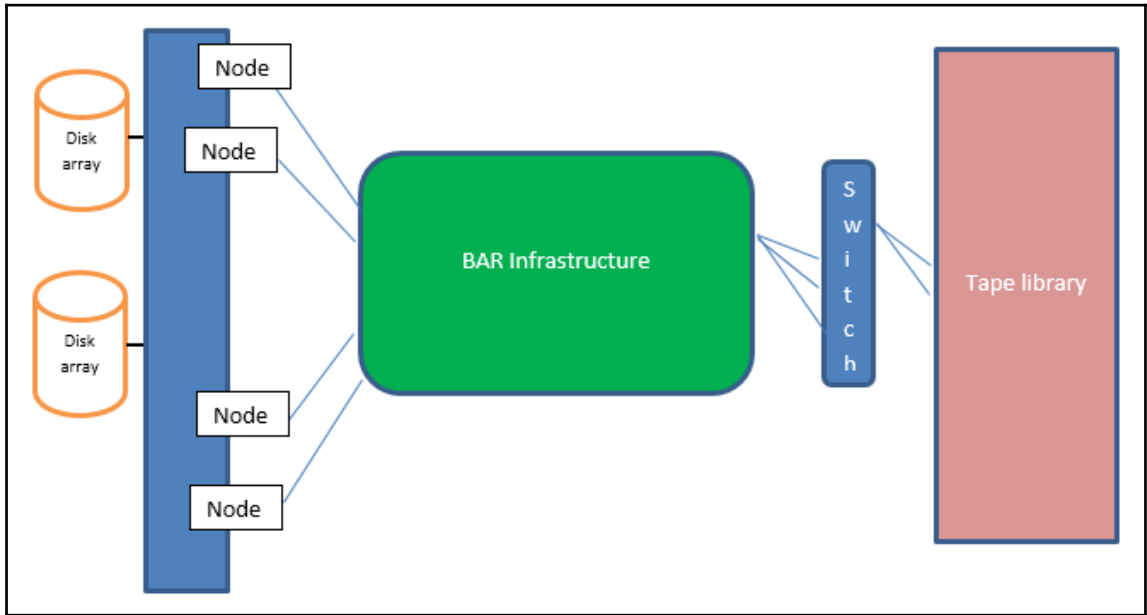 Node
Disk
array
Node
BAR Infrastructure
S
w
i
t
c
h
Tape library
Disk
array
Node
Node